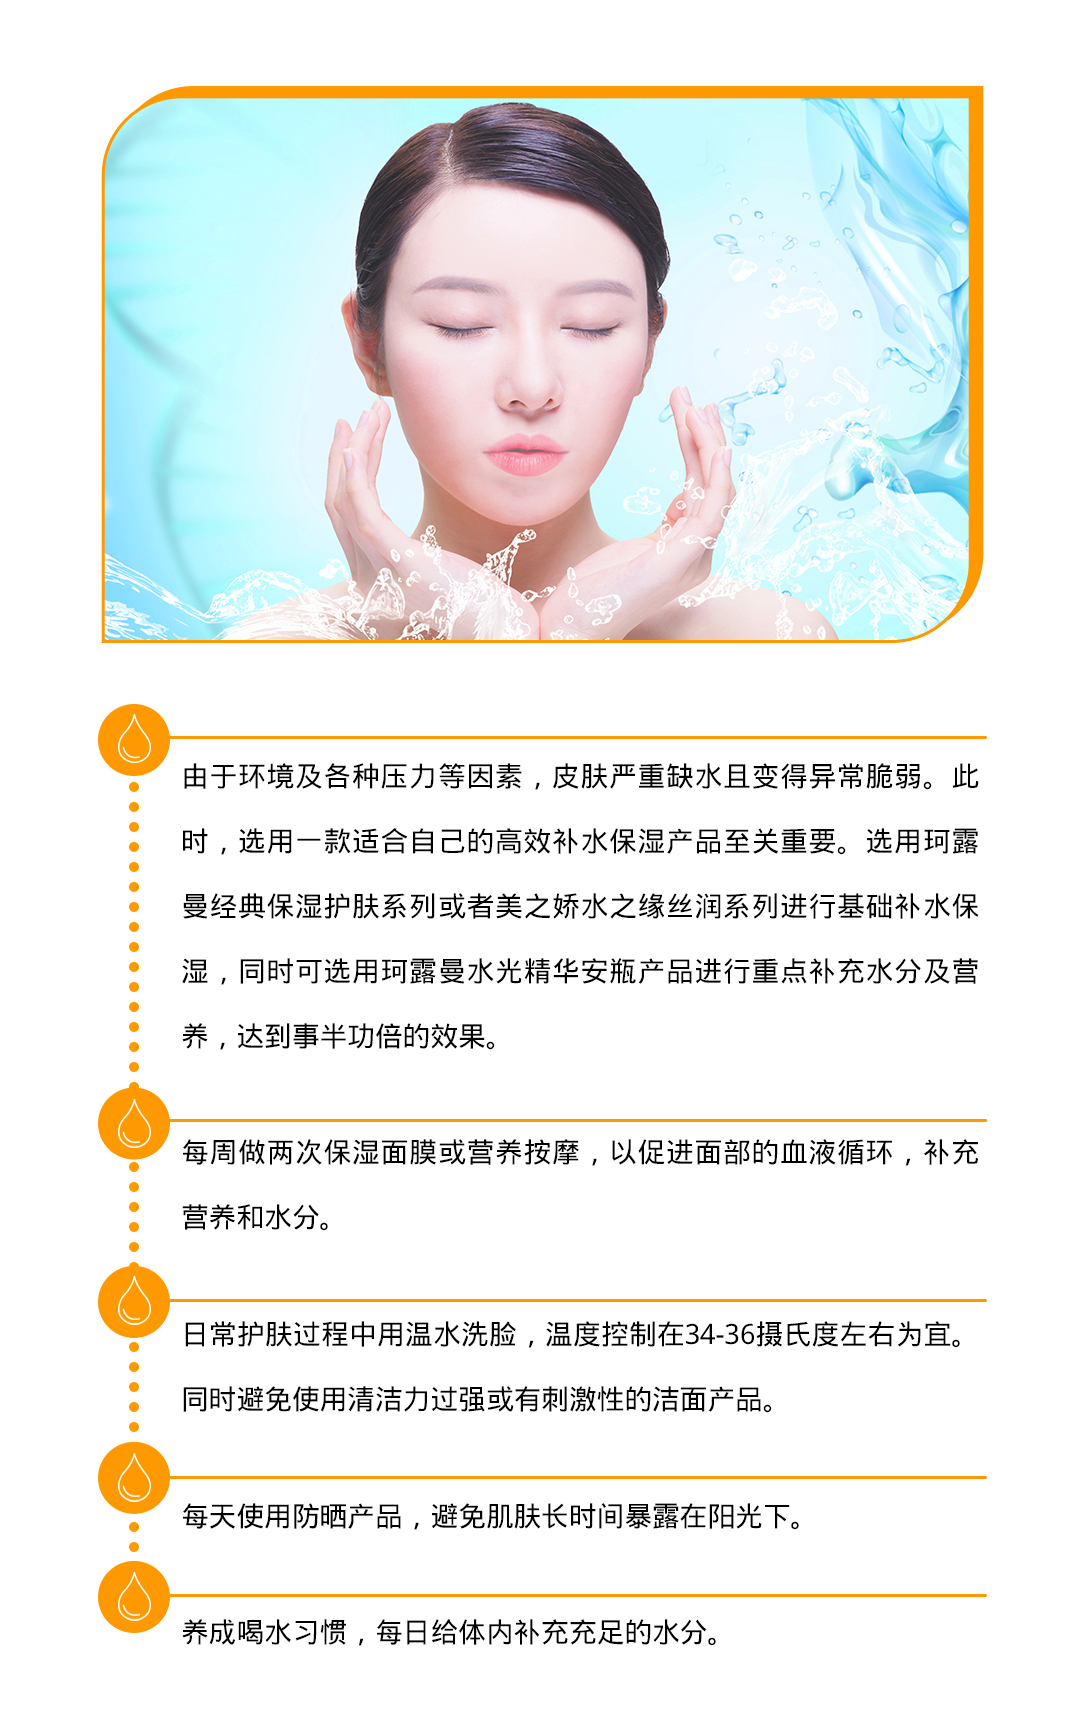 由于环境及各种压力等因素，皮肤严重缺水且变得异常脆弱。此
时，选用一款适合自己的高效补水保湿产品至关重要。选用珂露
曼经典保湿护肤系列或者美之娇水之缘丝润系列进行基础补水保
湿，同时可选用珂露曼水光精华安瓶产品进行重点补充水分及营
养，达到事半功倍的效果。
每周做两次保湿面膜或营养按摩，以促进面部的血液循环，补充
营养和水分。
日常护肤过程中用温水洗脸，温度控制在34-36摄氏度左右为宜。
同时避免使用清洁力过强或有刺激性的洁面产品。
每天使用防晒产品，避免肌肤长时间暴露在阳光下。
养成喝水习惯，每日给体内补充充足的水分。